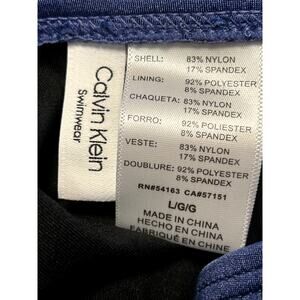 Calvin Klein
Swimwear
SHELL: 83% NYLON
17% SPANDEX
LINING: 92% POLYESTER
8% SPANDEX
CHAQUETA: 83% NYLON
17% SPANDEX
FORRO: 92% POLIESTER
8% SPANDEX
VESTE: 83% NYLON
17% SPANDEX
DOUBLURE: 92% POLYESTER
8% SPANDEX
RN#54163 CA#57151
L/G/G
MADE IN CHINA
HECHO EN CHINA
FABRIQUÉ EN CHINE